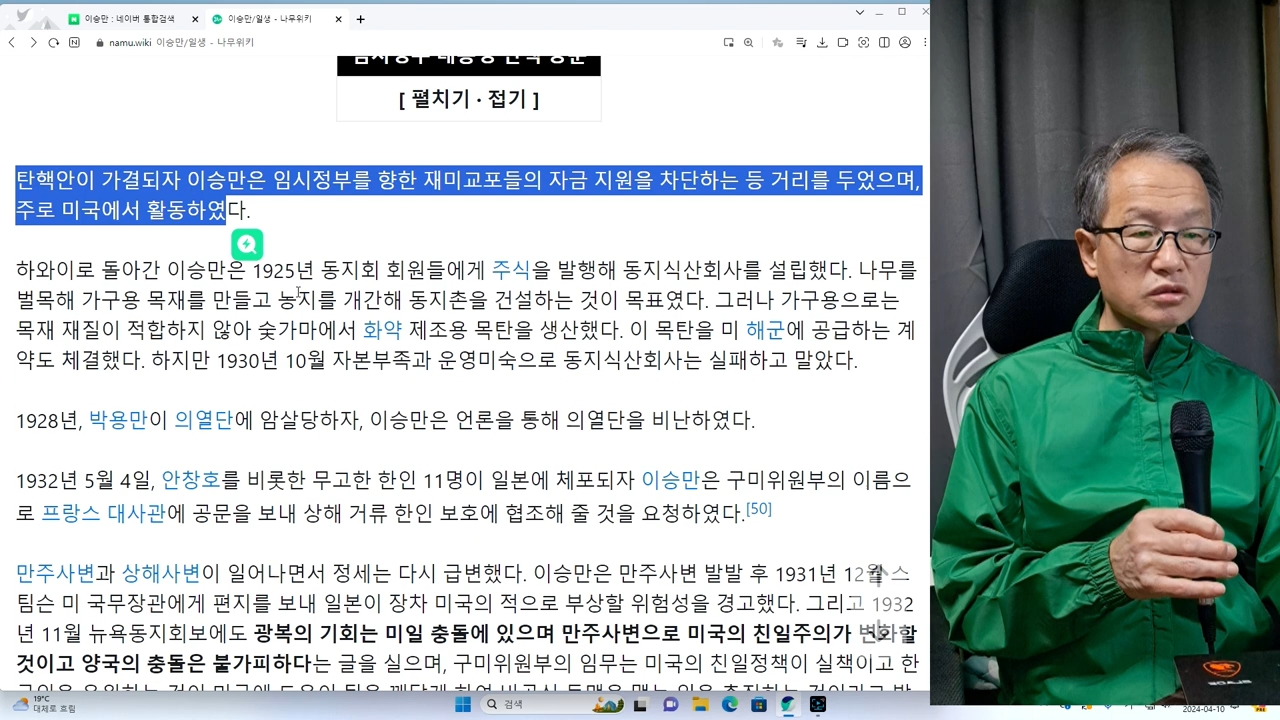 이승만 : 네이버 통합검색
이승만/일생 - 나무위키
namu.wiki 이승만/일생 - 나무위키
[ 펼치기 · 접기 ]
탄핵안이 가결되자 이승만은 임시정부를 향한 재미교포들의 자금 지원을 차단하는 등 거리를 두었으며,
주로 미국에서 활동하였다.
하와이로 돌아간 이승만은 1925년 동지회 회원들에게 주식을 발행해 동지식산회사를 설립했다. 나무를
벌목해 가구용 목재를 만들고 농지를 개간해 동지촌을 건설하는 것이 목표였다. 그러나 가구용으로는
목재 재질이 적합하지 않아 숯가마에서 화약 제조용 목탄을 생산했다. 이 목탄을 미 해군에 공급하는 계
약도 체결했다. 하지만 1930년 10월 자본부족과 운영미숙으로 동지식산회사는 실패하고 말았다.
1928년, 박용만이 의열단에 암살당하자, 이승만은 언론을 통해 의열단을 비난하였다.
1932년 5월 4일, 안창호를 비롯한 무고한 한인 11명이 일본에 체포되자 이승만은 구미위원부의 이름으
로 프랑스 대사관에 공문을 보내 상해 거류 한인 보호에 협조해 줄 것을 요청하였다.[50]
만주사변과 상해사변이 일어나면서 정세는 다시 급변했다. 이승만은 만주사변 발발 후 1931년 12월 스
팀슨 미 국무장관에게 편지를 보내 일본이 장차 미국의 적으로 부상할 위험성을 경고했다. 그리고 1932
년 11월 뉴욕동지회보에도 광복의 기회는 미일 충돌에 있으며 만주사변으로 미국의 친일주의가 변화할
것이고 양국의 충돌은 불가피하다는 글을 실으며, 구미위원부의 임무는 미국의 친일정책이 실책이고 한
19°C
대체로 흐림
검색
2024-04-10